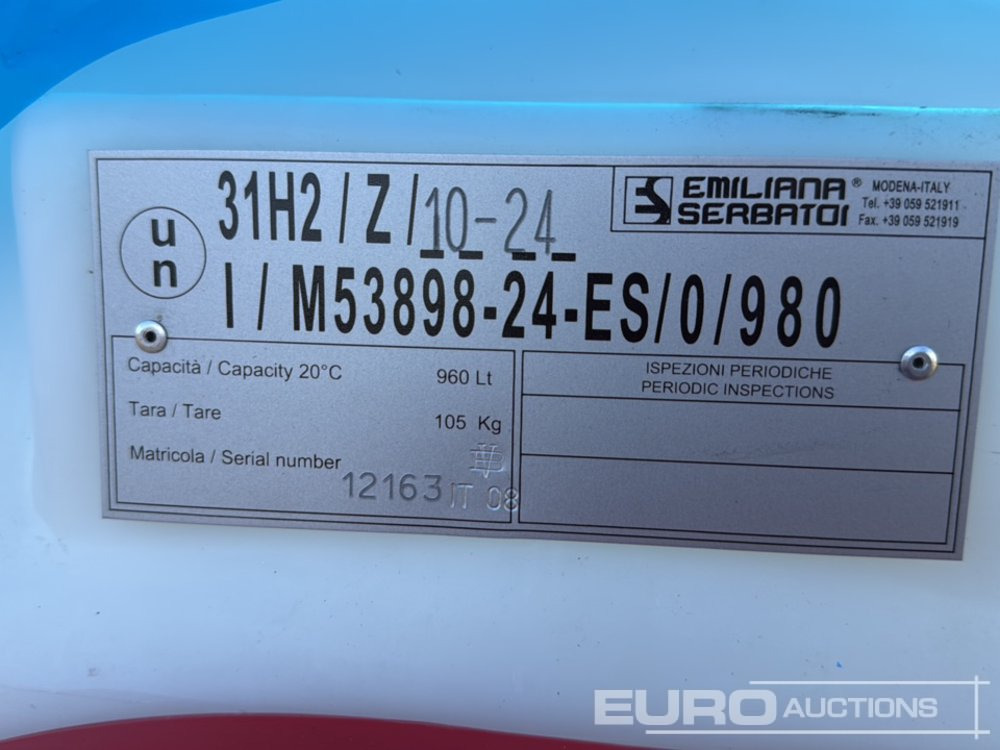 u
n
31H2 / Z / 10-24
I / M53898-24-ES/0/980
EMILIANA ®
SERBATOI
MODENA-ITALY
Tel. +39 059 521911
Fax. +39 059 521919
Capacità / Capacity 20°C 960 Lt
Tara / Tare 105 Kg
Matricola / Serial number
12163 IT 08
ISPEZIONI PERIODICHE
PERIODIC INSPECTIONS
EURO AUCTIONS